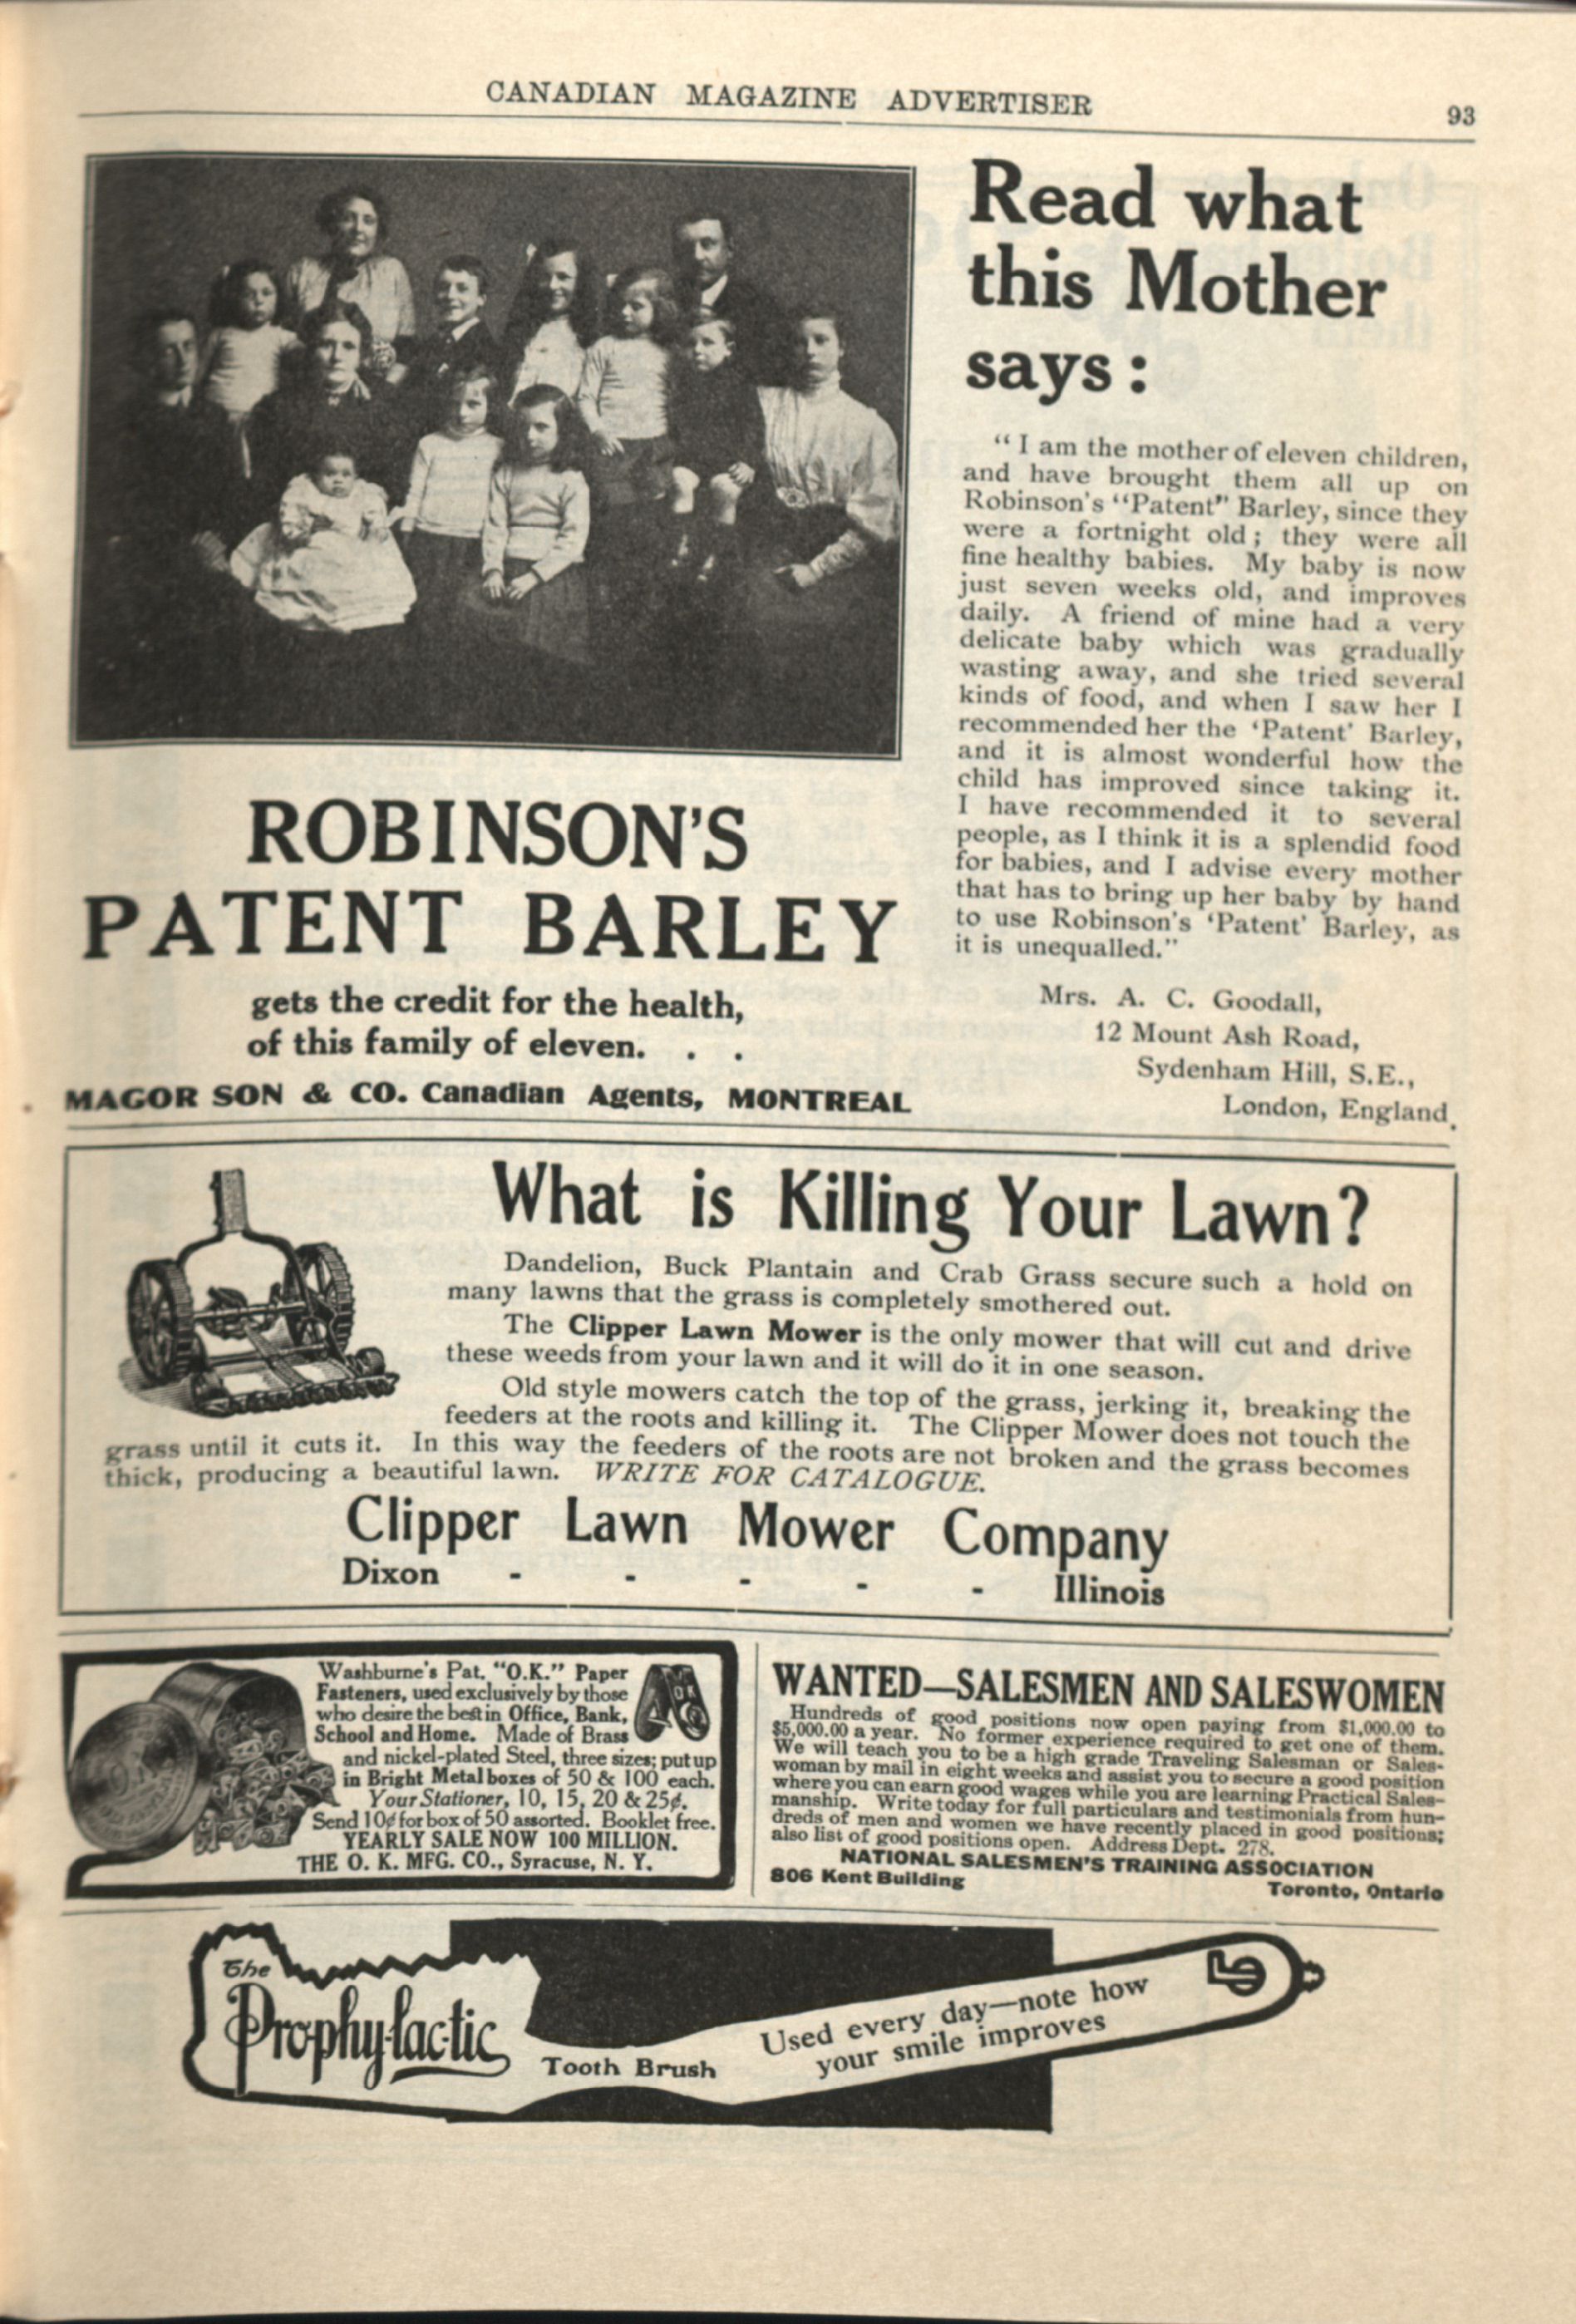 CANADIAN MAGAZINE ADVERTISER
93
Read what
this Mother
says:
"I am the mother of eleven children,
and have brought them all up on
Robinson's "Patent" Barley, since they
were a fortnight old; they were all
fine healthy babies. My baby is now
just seven weeks old, and improves
daily. A friend of mine had a very
delicate baby which was gradually
wasting away, and she tried several
kinds of food, and when I saw her I
recommended her the 'Patent' Barley,
and it is almost wonderful how the
child has improved since taking it.
I have recommended it to several
people, as I think it is a splendid food
for babies, and I advise every mother
that has to bring up her baby by hand
to use Robinson's 'Patent' Barley, as
it is unequalled."
Mrs. A. C. Goodall,
12 Mount Ash Road,
Sydenham Hill, S.E.,
London, England.
ROBINSON'S
PATENT BARLEY
gets the credit for the health,
of this family of eleven. . .
MAGOR SON & CO. Canadian Agents, MONTREAL
What is Killing Your Lawn?
Dandelion, Buck Plantain and Crab Grass secure such a hold on
many lawns that the grass is completely smothered out.
The Clipper Lawn Mower is the only mower that will cut and drive
these weeds from your lawn and it will do it in one season.
Old style mowers catch the top of the grass, jerking it, breaking the
feeders at the roots and killing it. The Clipper Mower does not touch the
grass until it cuts it. In this way the feeders of the roots are not broken and the grass becomes
thick, producing a beautiful lawn. WRITE FOR CATALOGUE.
Clipper Lawn Mower Company
Dixon - - - - - Illinois
Washburne's Pat. "O.K." Paper
Fasteners, used exclusively by those
who desire the best in Office, Bank,
School and Home. Made of Brass
and nickel-plated Steel, three sizes; put up
in Bright Metal boxes of 50 & 100 each.
Your Stationer, 10, 15, 20 & 25¢.
Send 10¢ for box of 50 assorted. Booklet free.
YEARLY SALE NOW 100 MILLION.
THE O. K. MFG. CO., Syracuse, N. Y.
OK
O.K.
WANTED—SALESMEN AND SALESWOMEN
Hundreds of good positions now open paying from $1,000.00 to
$5,000.00 a year. No former experience required to get one of them.
We will teach you to be a high grade Traveling Salesman or Sales-
woman by mail in eight weeks and assist you to secure a good position
where you can earn good wages while you are learning Practical Sales-
manship. Write today for full particulars and testimonials from hun-
dreds of men and women we have recently placed in good positions;
also list of good positions open. Address Dept. 278.
NATIONAL SALESMEN'S TRAINING ASSOCIATION
806 Kent Building Toronto, Ontario
The
Prophy-lac-tic
Tooth Brush
Used every day—note how
your smile improves